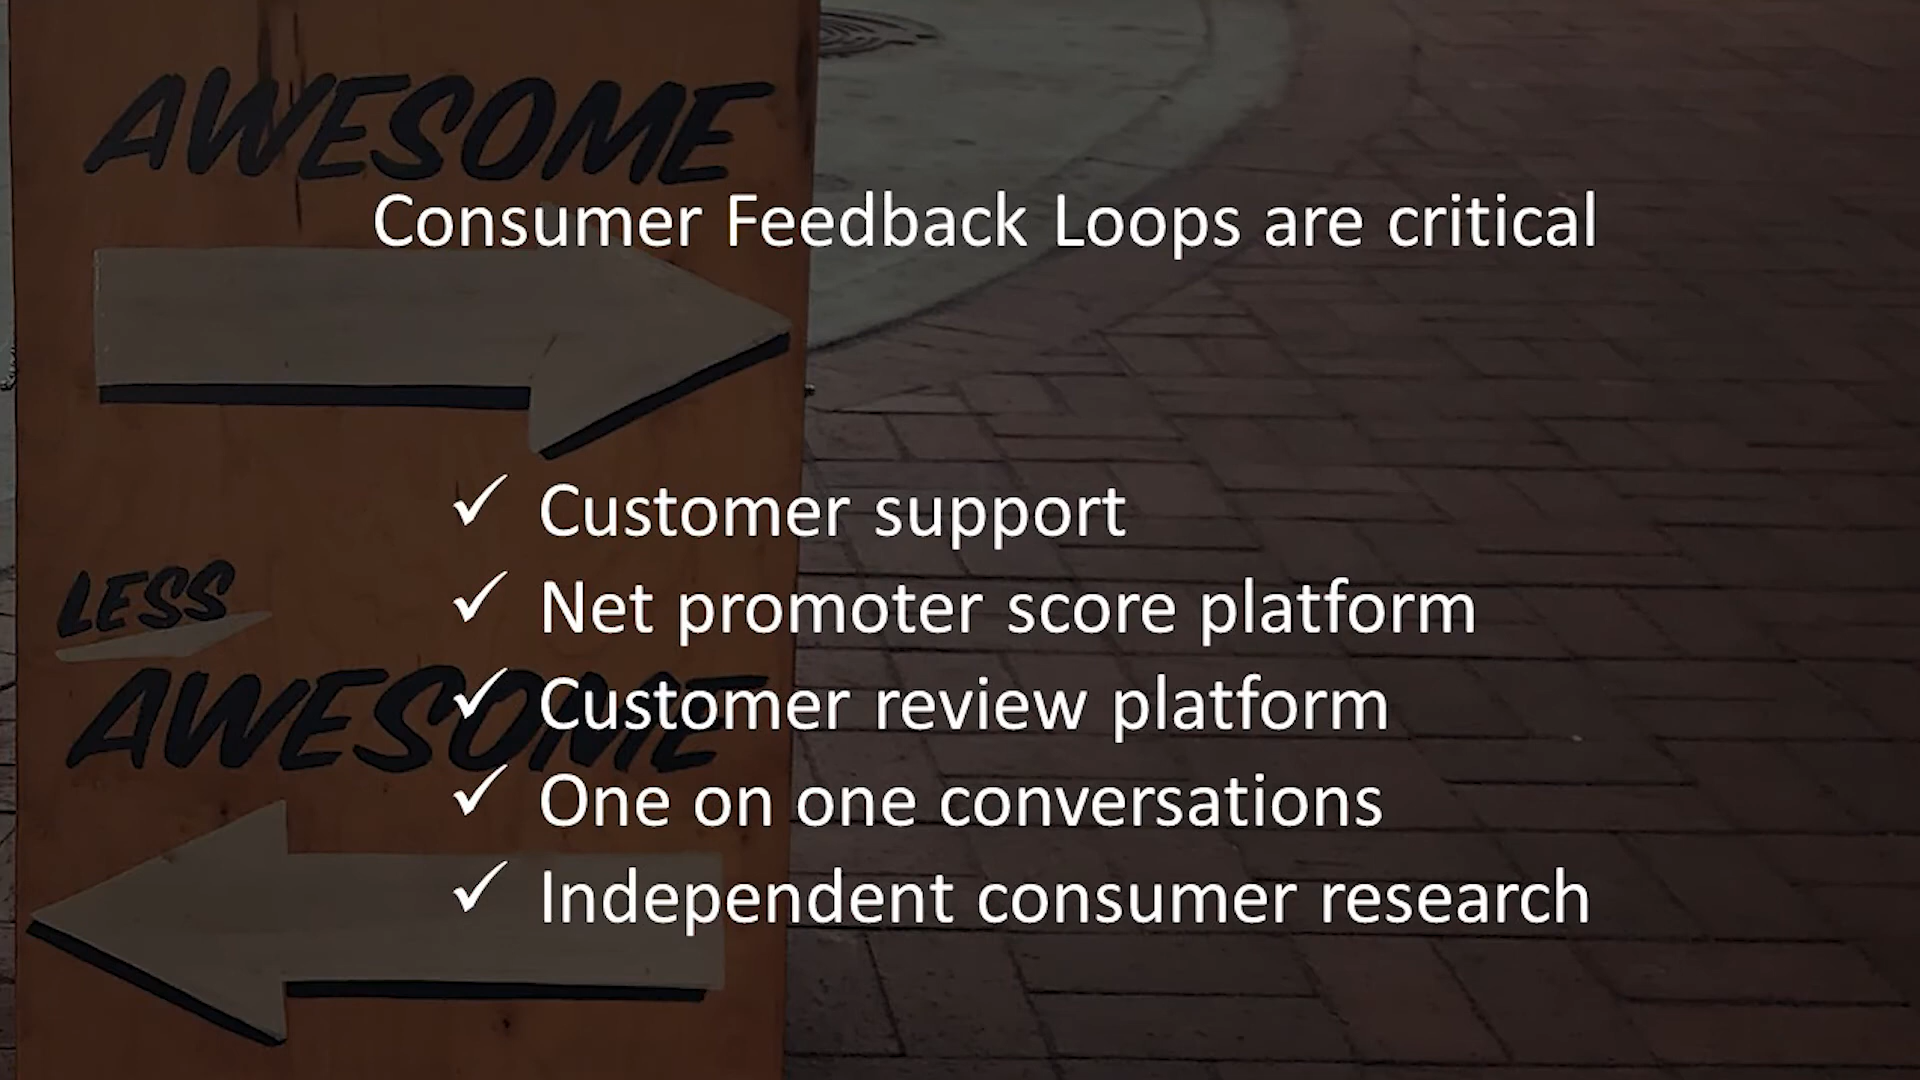 AWESOME
Consumer Feedback Loops are critical
✓ Customer support
LESS
✓ Net promoter score platform
AWESOME
✓ Customer review platform
✓ One on one conversations
✓ Independent consumer research